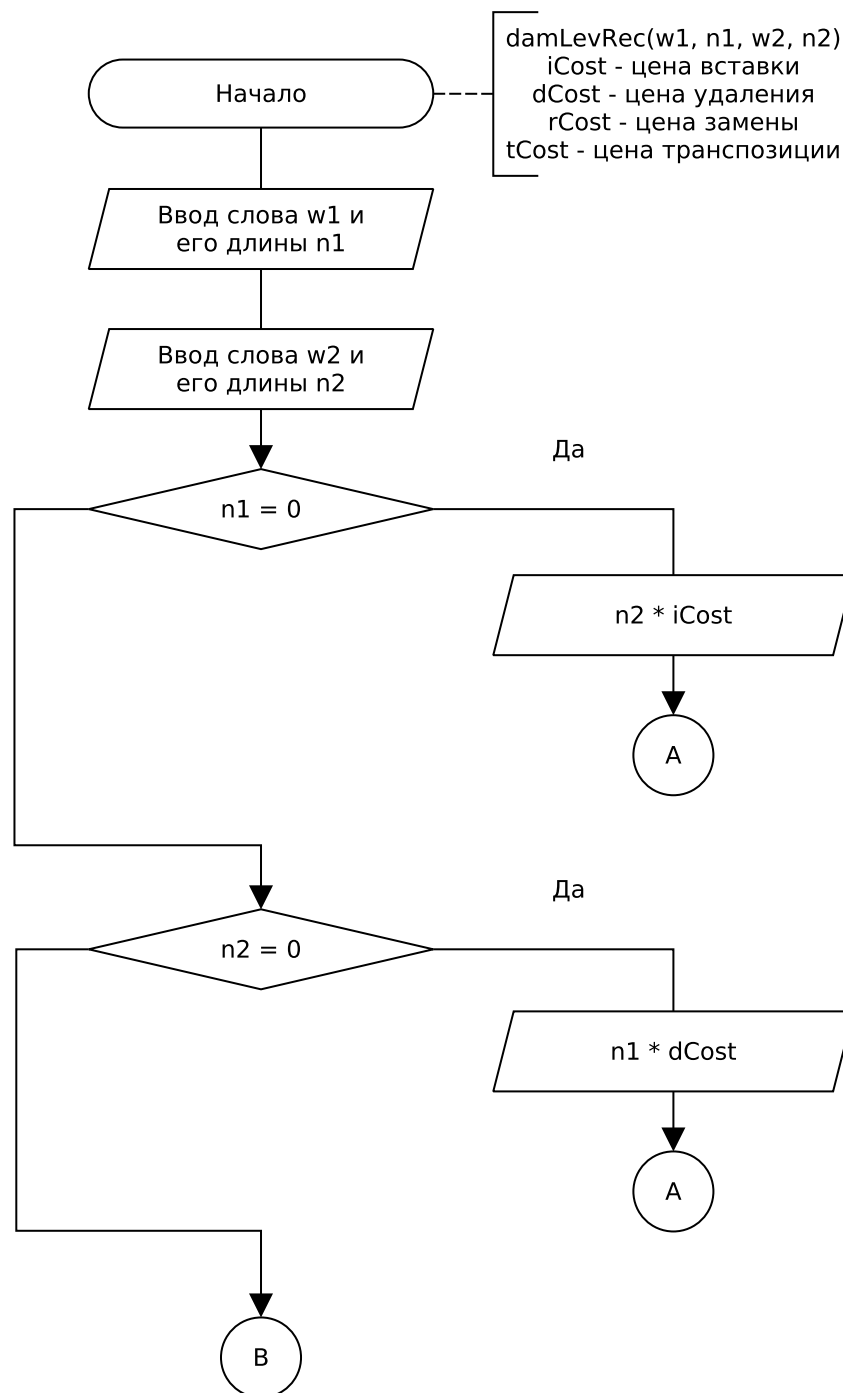 damLevRec(w1, n1, w2, n2)
iCost - цена вставки
dCost - цена удаления
rCost - цена замены
tCost - цена транспозиции
Начало
Ввод слова w1 и
его длины n1
Ввод слова w2 и
его длины n2
Да
n1 = 0
n2 * iCost
A
Да
n2 = 0
n1 * dCost
A
B